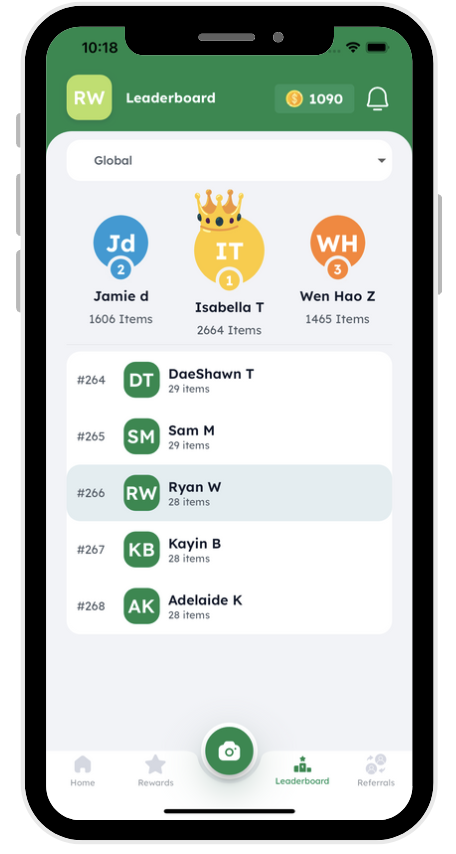 10:18
RW
Leaderboard
1090
Global
Jd
2
Jamie d
1606 Items
IT
1
Isabella T
2664 Items
WH
3
Wen Hao Z
1465 Items
#264
DT
DaeShawn T
29 items
#265
SM
Sam M
29 items
#266
RW
Ryan W
28 items
#267
KB
Kayin B
28 items
#268
AK
Adelaide K
28 items
Home
Rewards
Leaderboard
Referrals